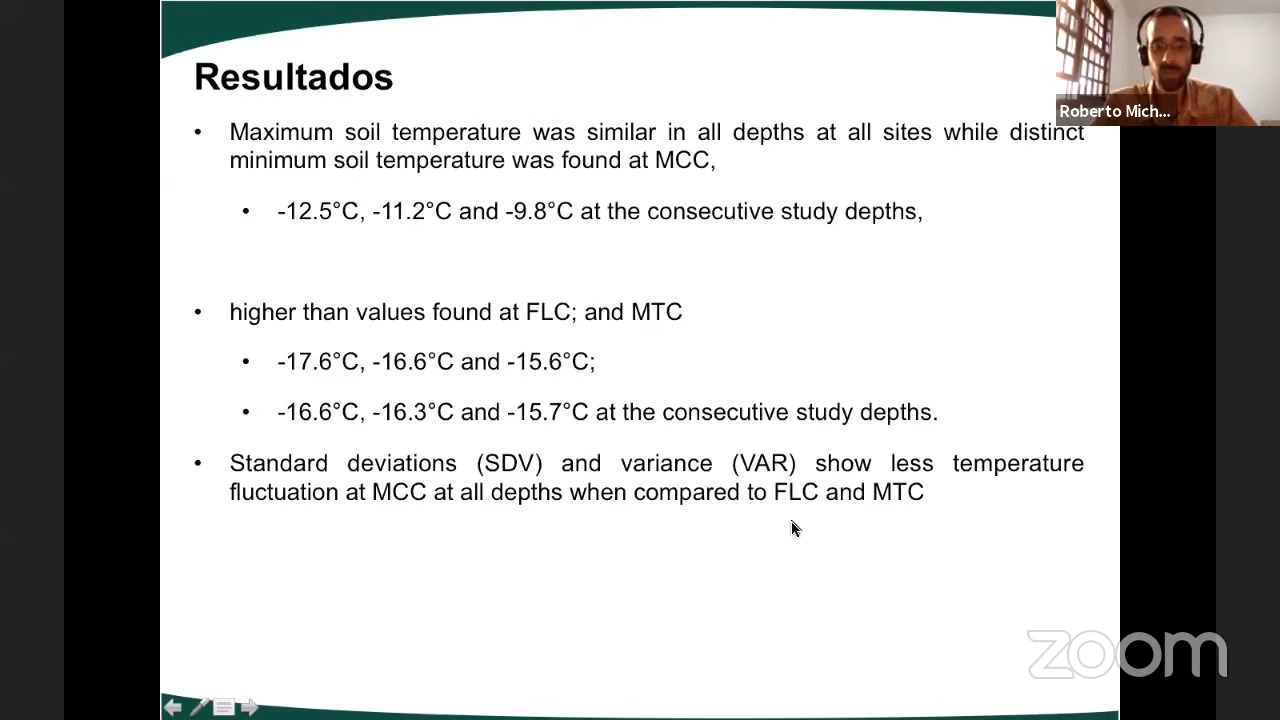 Resultados
Roberto Mich...
• Maximum soil temperature was similar in all depths at all sites while distinct
minimum soil temperature was found at MCC,
• -12.5°C, -11.2°C and -9.8°C at the consecutive study depths,
• higher than values found at FLC; and MTC
• -17.6°C, -16.6°C and -15.6°C;
• -16.6°C, -16.3°C and -15.7°C at the consecutive study depths.
• Standard deviations (SDV) and variance (VAR) show less temperature
fluctuation at MCC at all depths when compared to FLC and MTC
zoom